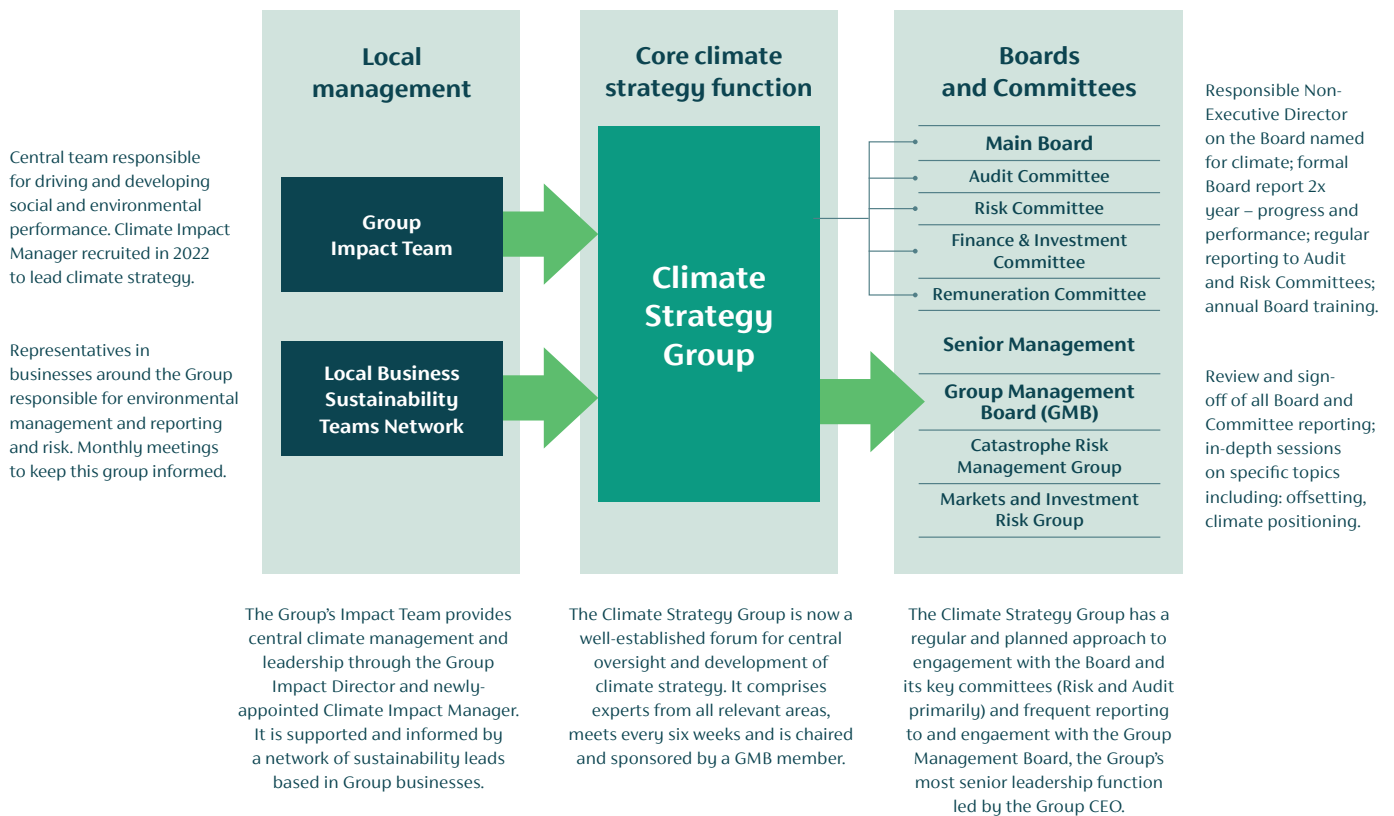 Local
management
Core climate
strategy function
Boards
and Committees
Central team responsible
for driving and developing
social and environmental
performance. Climate Impact
Manager recruited in 2022
to lead climate strategy.
Representatives in
businesses around the Group
responsible for environmental
management and reporting
and risk. Monthly meetings
to keep this group informed.
Group
Impact Team
Local Business
Sustainability
Teams Network
Climate
Strategy
Group
Main Board
Audit Committee
Risk Committee
Finance & Investment
Committee
Remuneration Committee
Senior Management
Group Management
Board (GMB)
Catastrophe Risk
Management Group
Markets and Investment
Risk Group
Responsible Non-
Executive Director
on the Board named
for climate; formal
Board report 2x
year – progress and
performance; regular
reporting to Audit
and Risk Committees;
annual Board training.
Review and sign-
off of all Board and
Committee reporting;
in-depth sessions
on specific topics
including: offsetting,
climate positioning.
The Group’s Impact Team provides
central climate management and
leadership through the Group
Impact Director and newly-
appointed Climate Impact Manager.
It is supported and informed by
a network of sustainability leads
based in Group businesses.
The Climate Strategy Group is now a
well-established forum for central
oversight and development of
climate strategy. It comprises
experts from all relevant areas,
meets every six weeks and is chaired
and sponsored by a GMB member.
The Climate Strategy Group has a
regular and planned approach to
engagement with the Board and
its key committees (Risk and Audit
primarily) and frequent reporting
to and engaement with the Group
Management Board, the Group’s
most senior leadership function
led by the Group CEO.